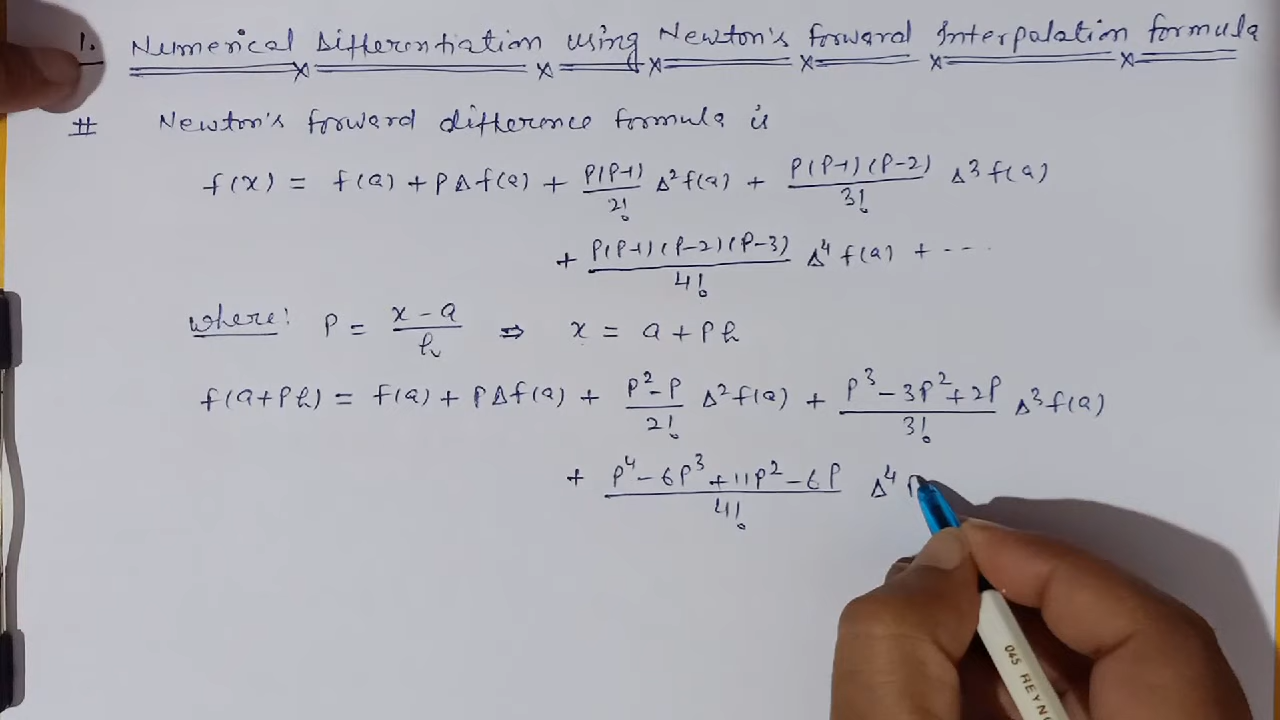 1. Numerical Differentiation using Newton's forward Interpolation formula
# Newton's forward difference formula is
f(x) = f(a) + PΔf(a) + P(P-1)/2! Δ²f(a) + P(P-1)(P-2)/3! Δ³f(a)
+ P(P-1)(P-2)(P-3)/4! Δ⁴f(a) + ----
where: P = x-a/h ⇒ x = a + Ph
f(a+Ph) = f(a) + PΔf(a) + P²-P/2! Δ²f(a) + P³-3P²+2P/3! Δ³f(a)
+ P⁴-6P³+11P²-6P/4! Δ⁴
045 REYNO